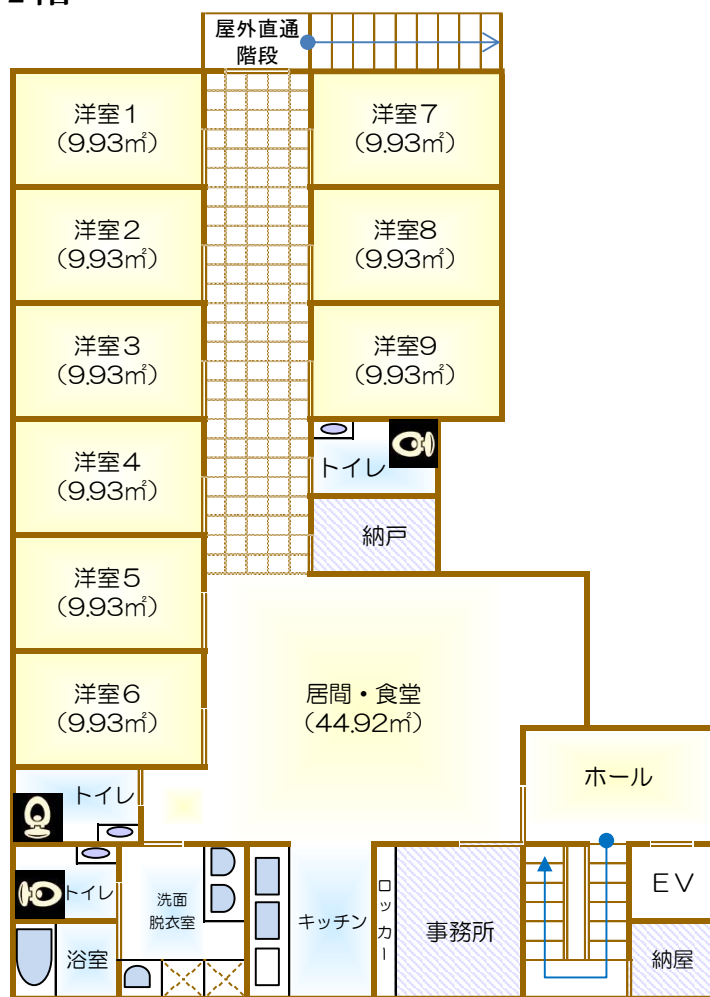 屋外直通
階段
洋室1
(9.93㎡)
洋室7
(9.93㎡)
洋室2
(9.93㎡)
洋室8
(9.93㎡)
洋室3
(9.93㎡)
洋室9
(9.93㎡)
洋室4
(9.93㎡)
トイレ
納戸
洋室5
(9.93㎡)
洋室6
(9.93㎡)
居間・食堂
(44.92㎡)
ホール
トイレ
トイレ
洗面
脱衣室
キッチン
ロッカー
事務所
EV
浴室
納屋